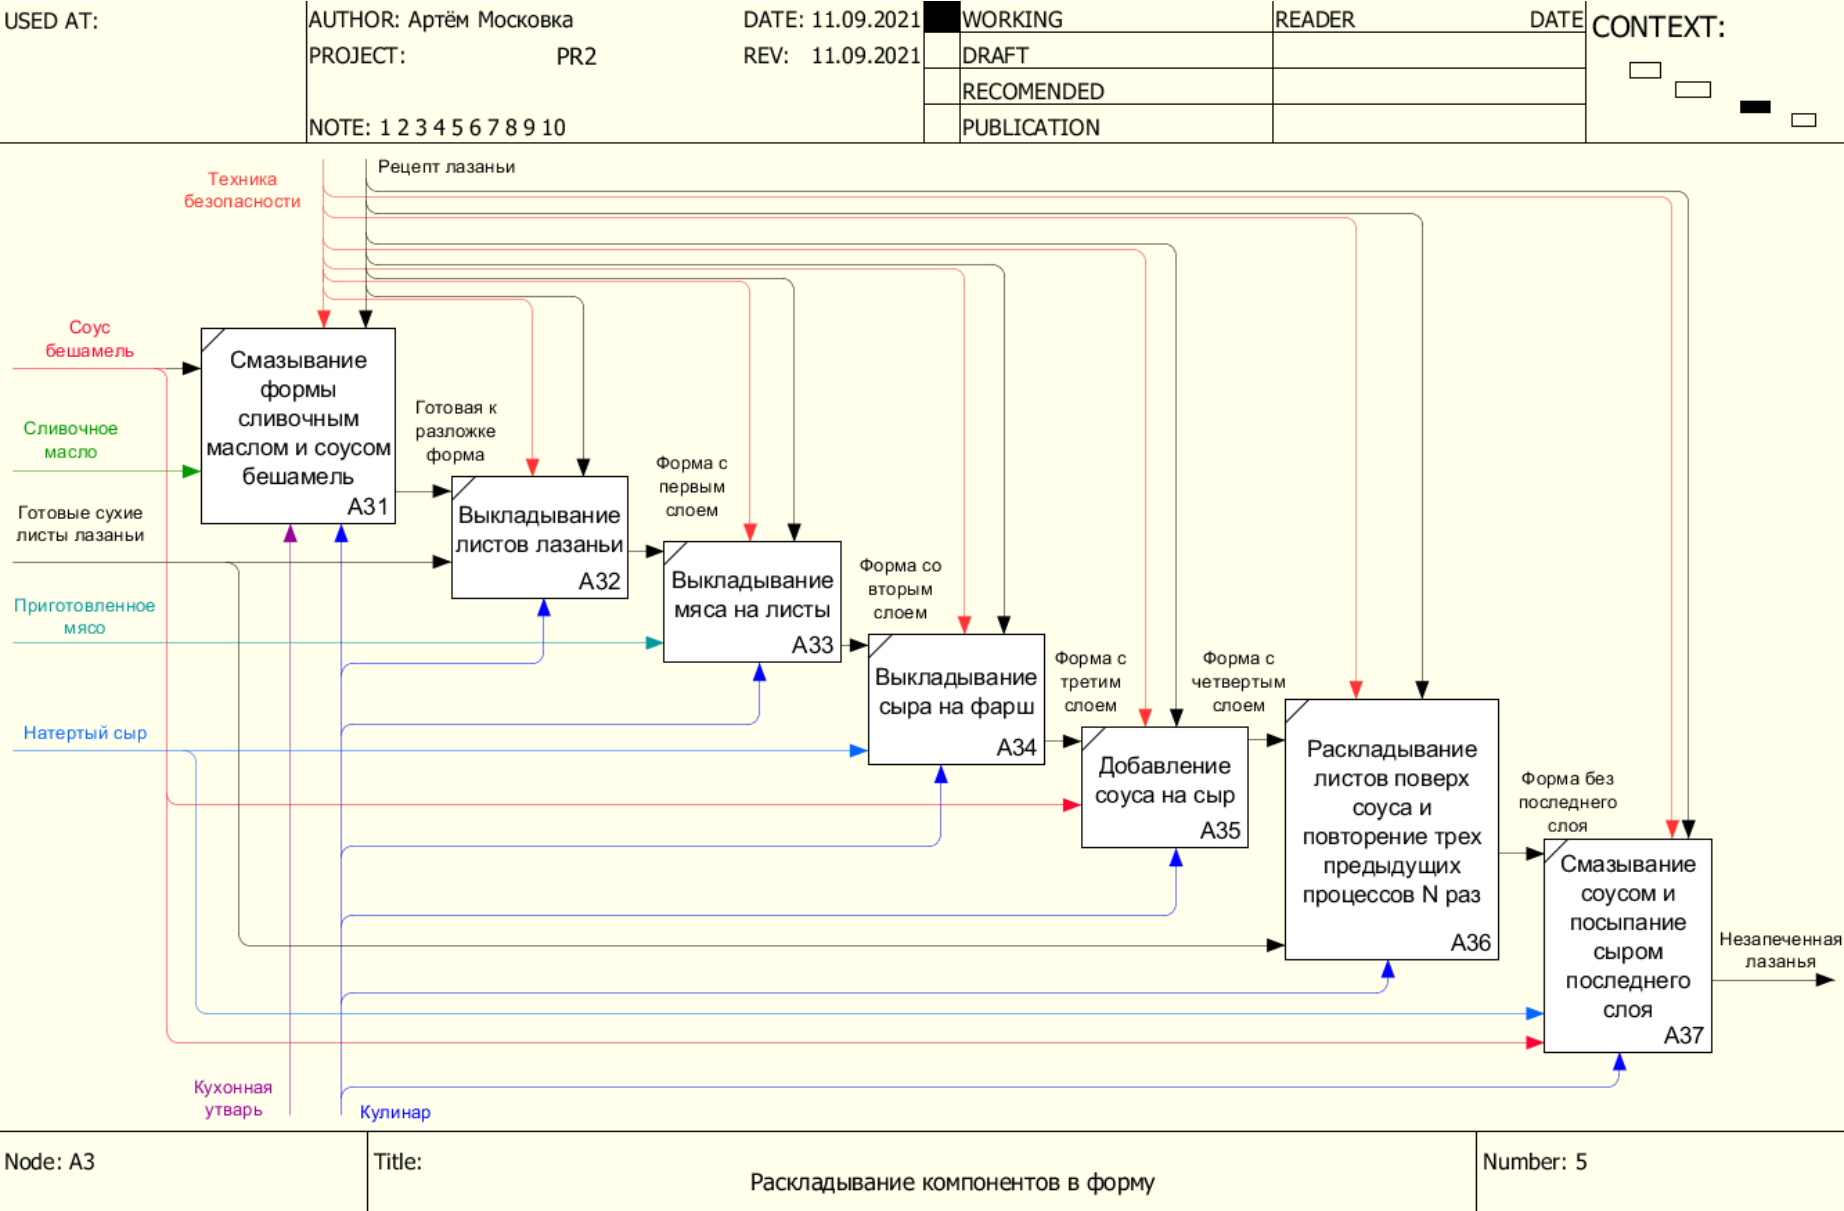 USED AT:
AUTHOR: Артём Московка
DATE: 11.09.2021
PROJECT:
PR2
REV: 11.09.2021
NOTE: 1 2 3 4 5 6 7 8 9 10
WORKING
DRAFT
RECOMENDED
PUBLICATION
READER
DATE
CONTEXT:
Техника
безопасности
Рецепт лазаньи
Соус
бешамель
Сливочное
масло
Готовые сухие
листы лазаньи
Приготовленное
мясо
Натертый сыр
Смазывание
формы
сливочным
маслом и соусом
бешамель
A31
Готовая к
разложке
форма
Выкладывание
листов лазаньи
A32
Форма с
первым
слоем
Выкладывание
мяса на листы
A33
Форма со
вторым
слоем
Выкладывание
сыра на фарш
A34
Форма с
третим
слоем
Добавление
соуса на сыр
A35
Форма с
четвертым
слоем
Раскладывание
листов поверх
соуса и
повторение трех
предыдущих
процессов N раз
A36
Форма без
последнего
слоя
Смазывание
соусом и
посыпание
сыром
последнего
слоя
A37
Незапеченная
лазанья
Кухонная
утварь
Кулинар
Node: A3
Title:
Раскладывание компонентов в форму
Number: 5